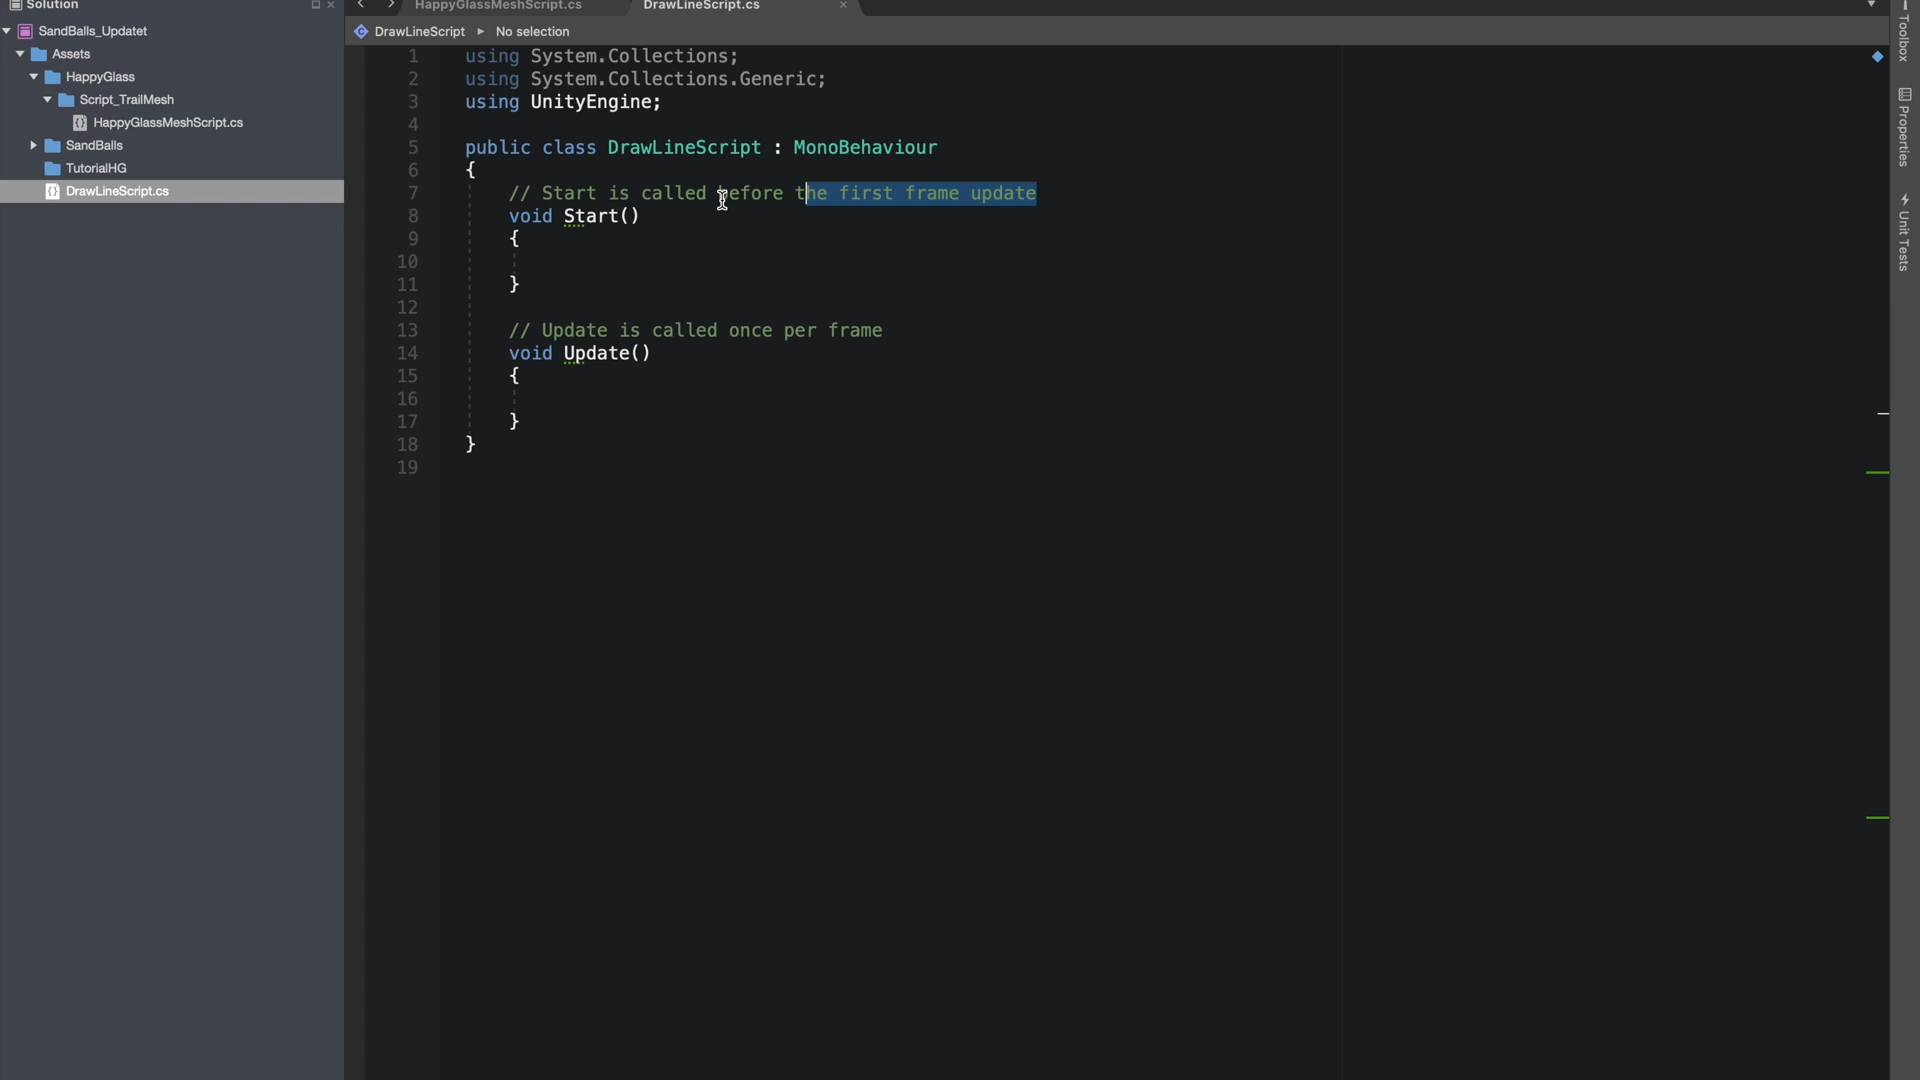 Solution
SandBalls_Updatet
Assets
HappyGlass
Script_TrailMesh
HappyGlassMeshScript.cs
SandBalls
TutorialHG
DrawLineScript.cs
HappyGlassMeshScript.cs
DrawLineScript.cs
DrawLineScript
No selection
1 using System.Collections;
2 using System.Collections.Generic;
3 using UnityEngine;
4
5 public class DrawLineScript : MonoBehaviour
6 {
7 // Start is called before the first frame update
8 void Start()
9 {
10
11 }
12
13 // Update is called once per frame
14 void Update()
15 {
16
17 }
18 }
19
Toolbox
Properties
Unit Tests